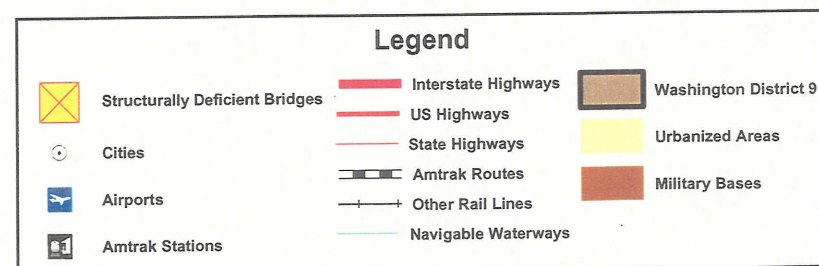 Legend
Structurally Deficient Bridges
Cities
Airports
Amtrak Stations
Interstate Highways
US Highways
State Highways
Amtrak Routes
Other Rail Lines
Navigable Waterways
Washington District 9
Urbanized Areas
Military Bases